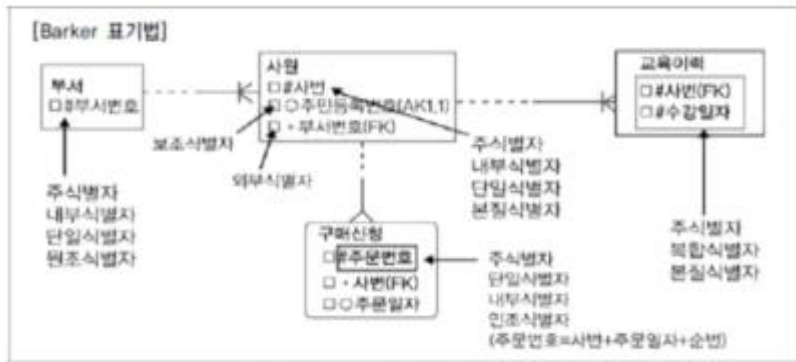 [Barker 표기법]
부서
□#부서번호
주식별자
내부식별자
단일식별자
원조식별자
사원
□#사번
□○주민등록번호(AK1,1)
□•부서번호(FK)
보조식별자
외부식별자
주식별자
내부식별자
단일식별자
본질식별자
교육이력
□#사번(FK)
□#수강일자
주식별자
복합식별자
본질식별자
구매신청
□#주문번호
□•사번(FK)
□○주문일자
주식별자
단일식별자
내부식별자
인조식별자
(주문번호=사번+주문일자+순번)